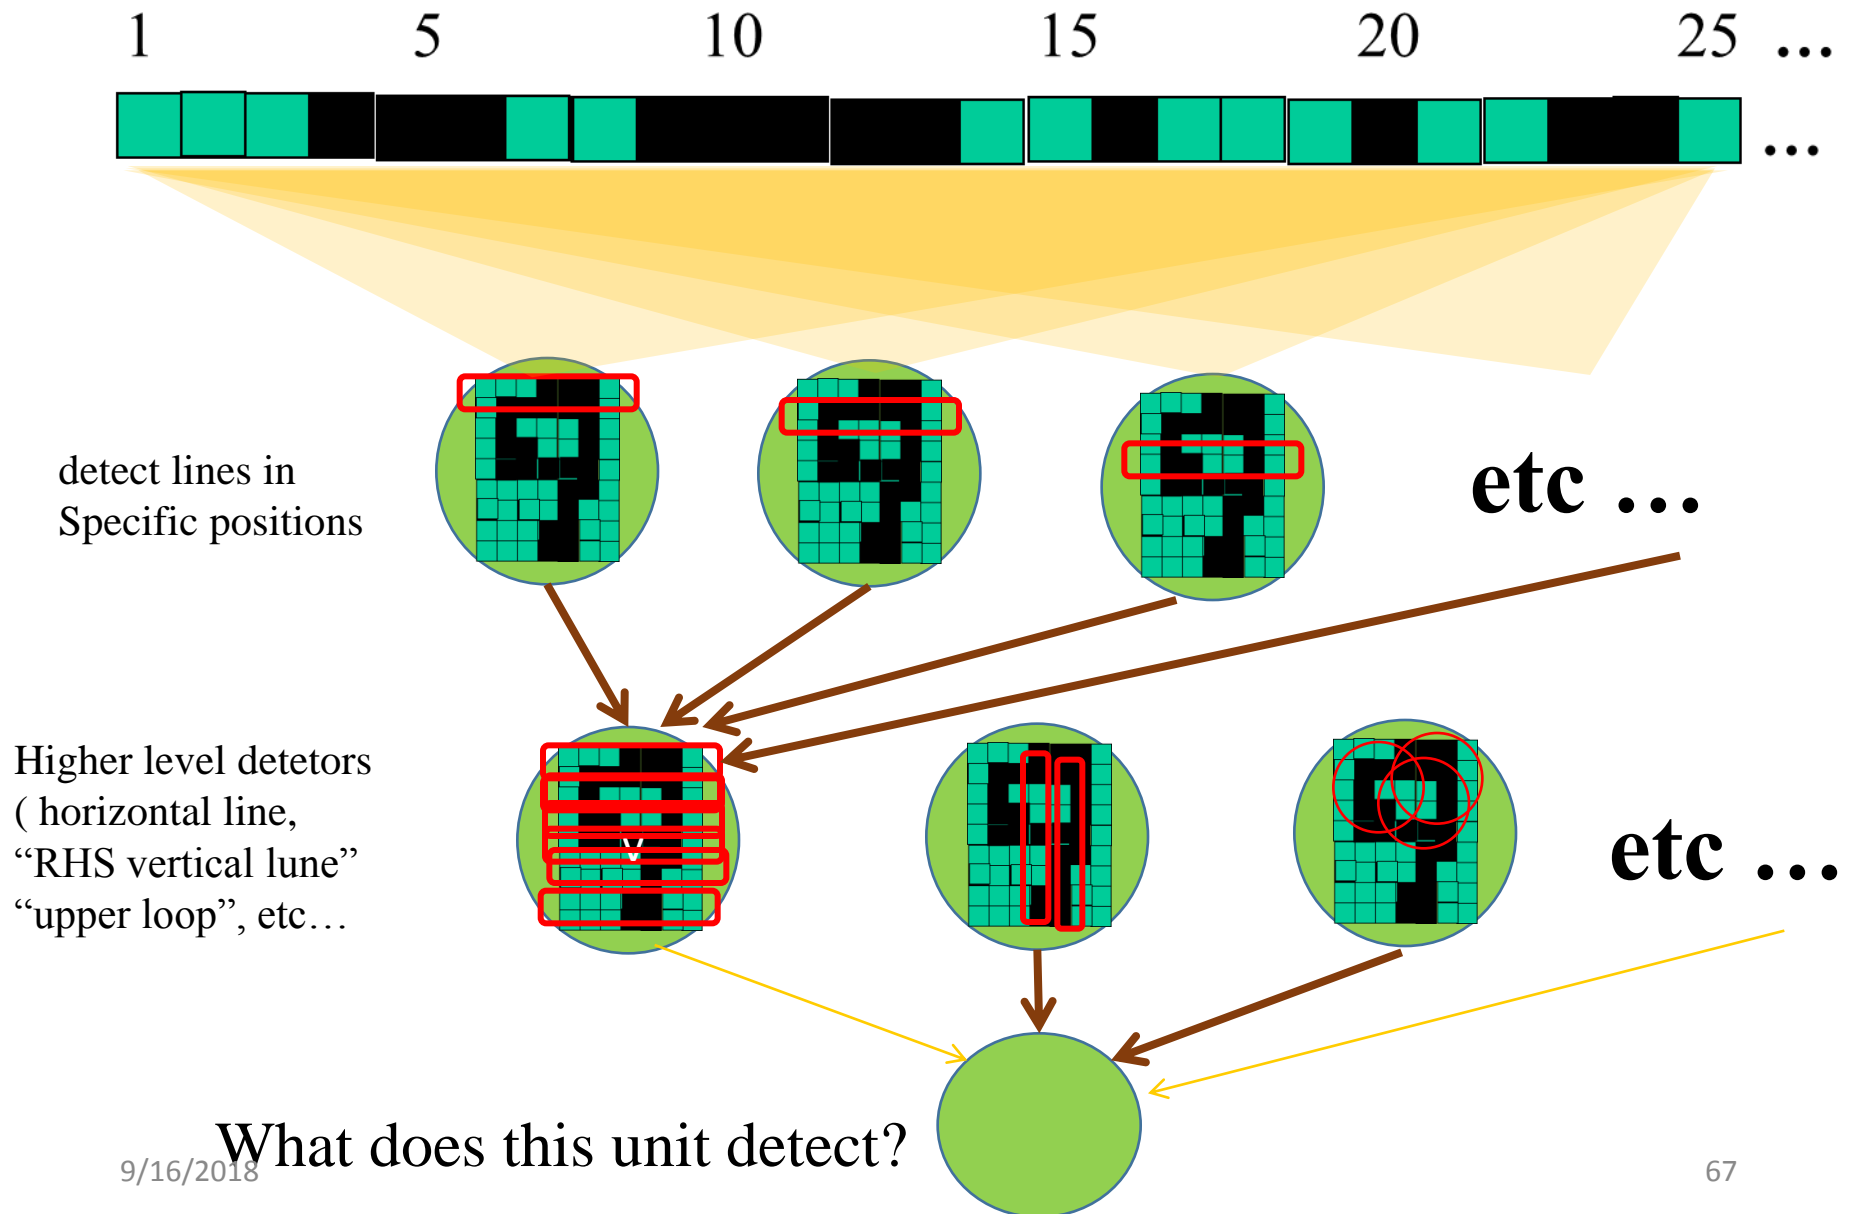 1 5 10 15 20 25 ...
...
detect lines in
Specific positions
etc …
Higher level detetors
( horizontal line,
“RHS vertical lune”
“upper loop”, etc…
v
etc …
What does this unit detect?
9/16/2018
67